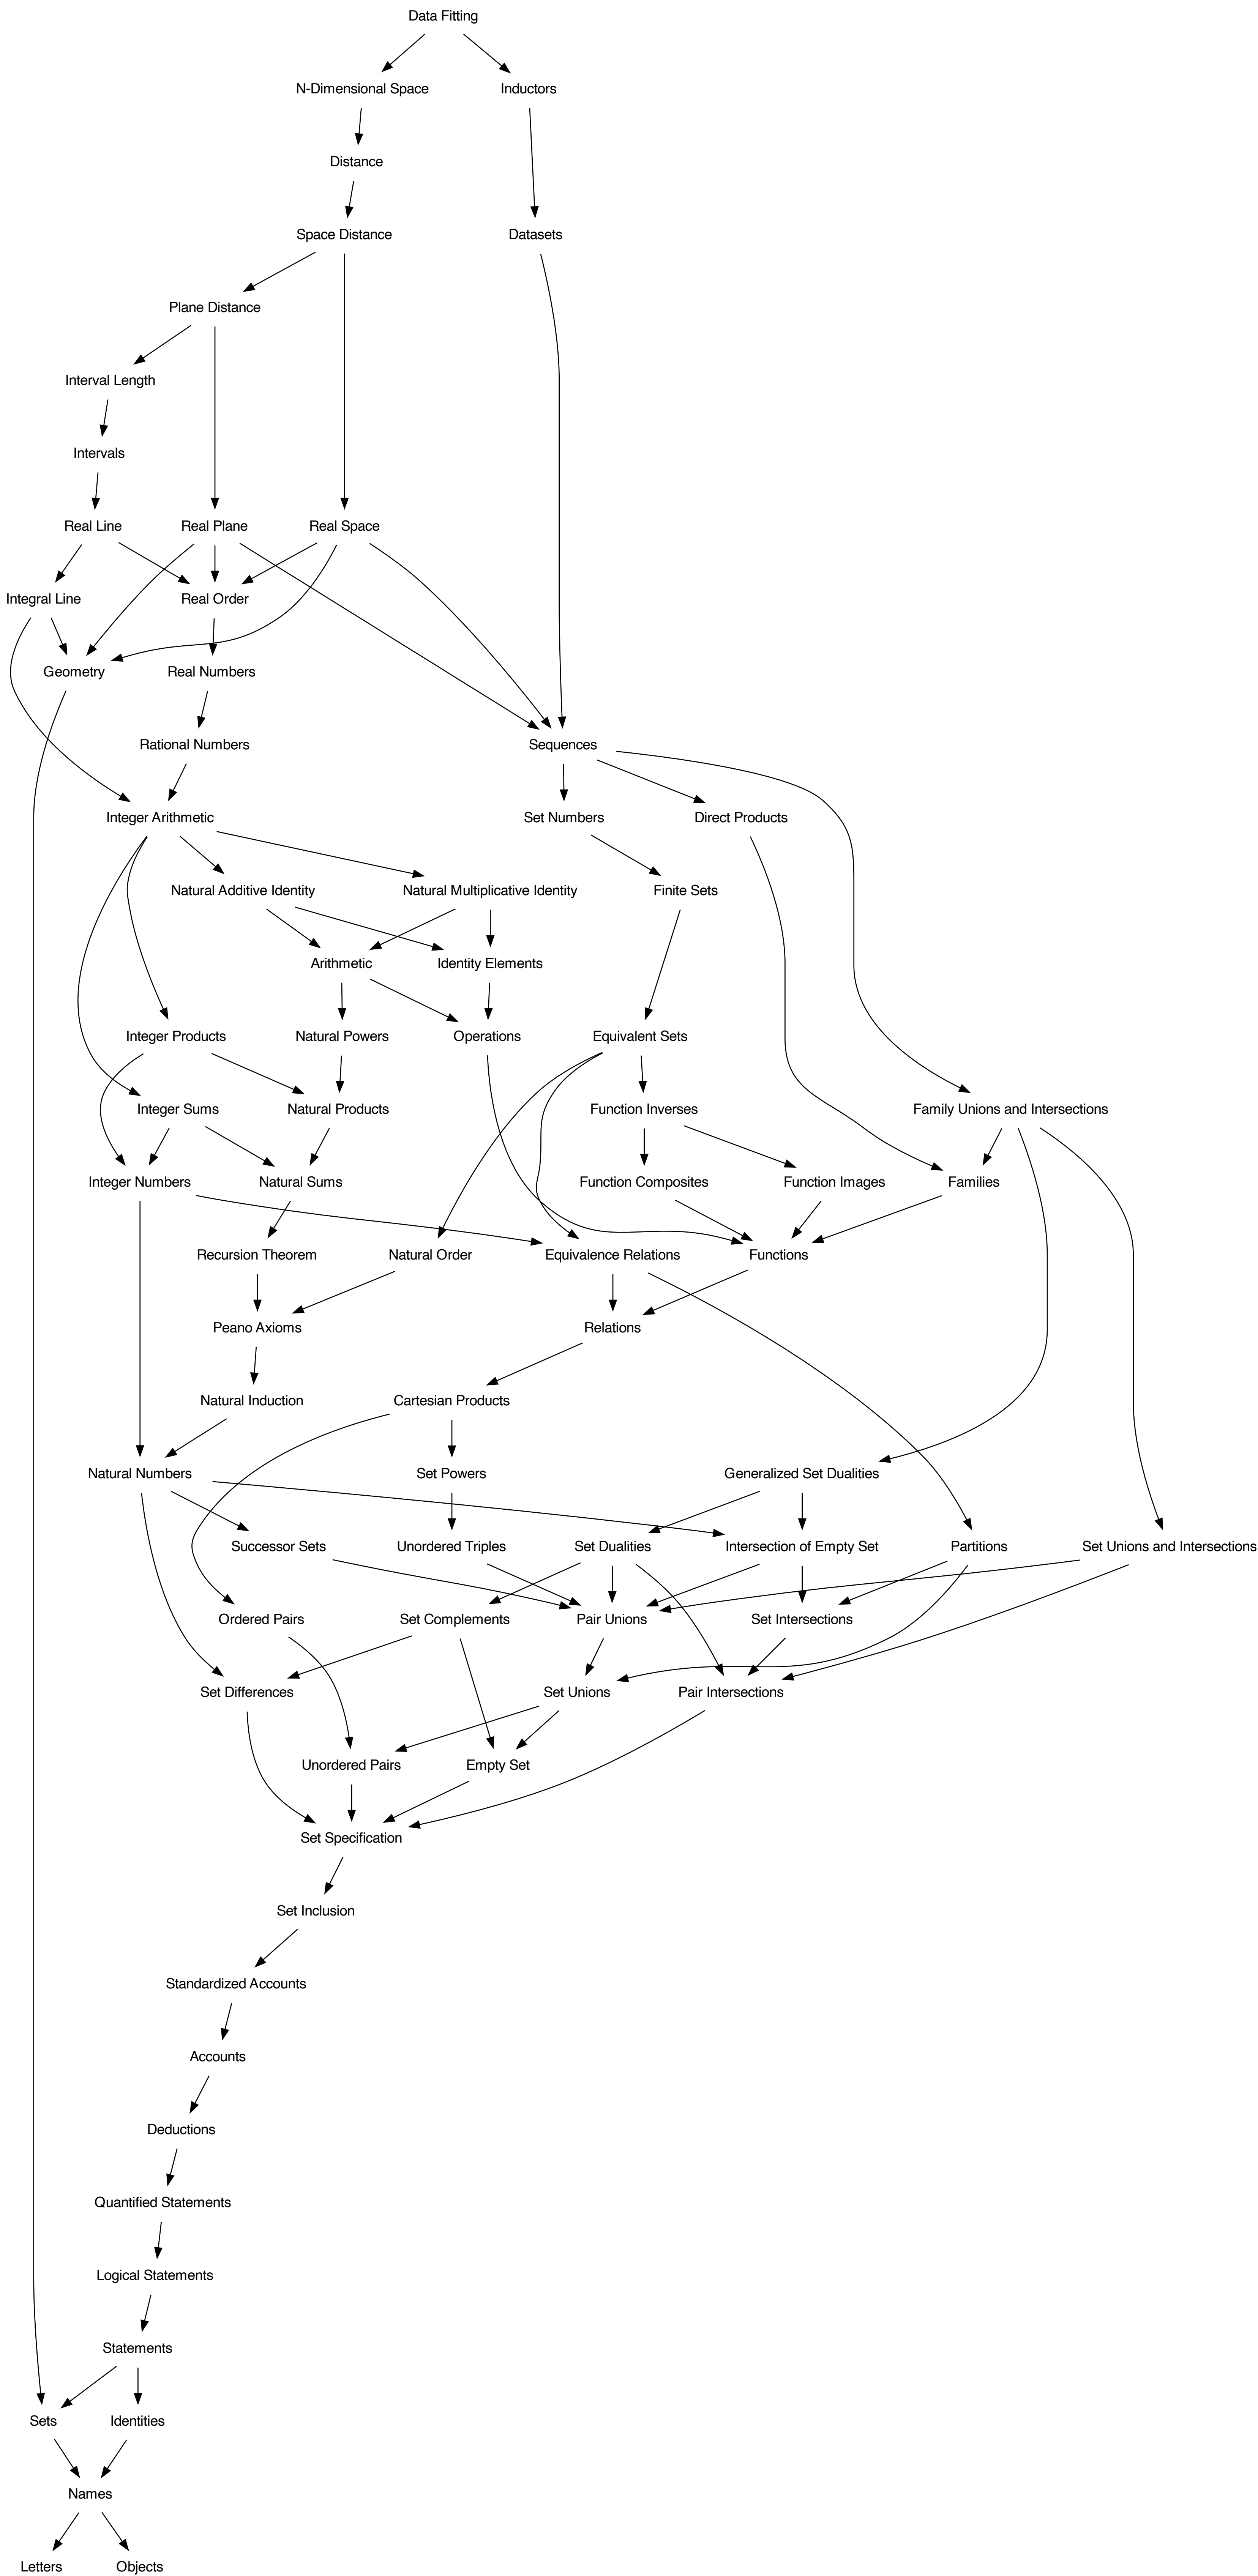 Data Fitting
N-Dimensional Space
Inductors
Distance
Space Distance
Datasets
Plane Distance
Interval Length
Intervals
Real Line
Real Plane
Real Space
Integral Line
Real Order
Geometry
Real Numbers
Rational Numbers
Sequences
Integer Arithmetic
Set Numbers
Direct Products
Natural Additive Identity
Natural Multiplicative Identity
Finite Sets
Arithmetic
Identity Elements
Integer Products
Natural Powers
Operations
Equivalent Sets
Integer Sums
Natural Products
Function Inverses
Family Unions and Intersections
Integer Numbers
Natural Sums
Function Composites
Function Images
Families
Recursion Theorem
Natural Order
Equivalence Relations
Functions
Peano Axioms
Relations
Natural Induction
Cartesian Products
Natural Numbers
Set Powers
Generalized Set Dualities
Successor Sets
Unordered Triples
Set Dualities
Intersection of Empty Set
Partitions
Set Unions and Intersections
Ordered Pairs
Set Complements
Pair Unions
Set Intersections
Set Differences
Set Unions
Pair Intersections
Unordered Pairs
Empty Set
Set Specification
Set Inclusion
Standardized Accounts
Accounts
Deductions
Quantified Statements
Logical Statements
Statements
Sets
Identities
Names
Letters
Objects